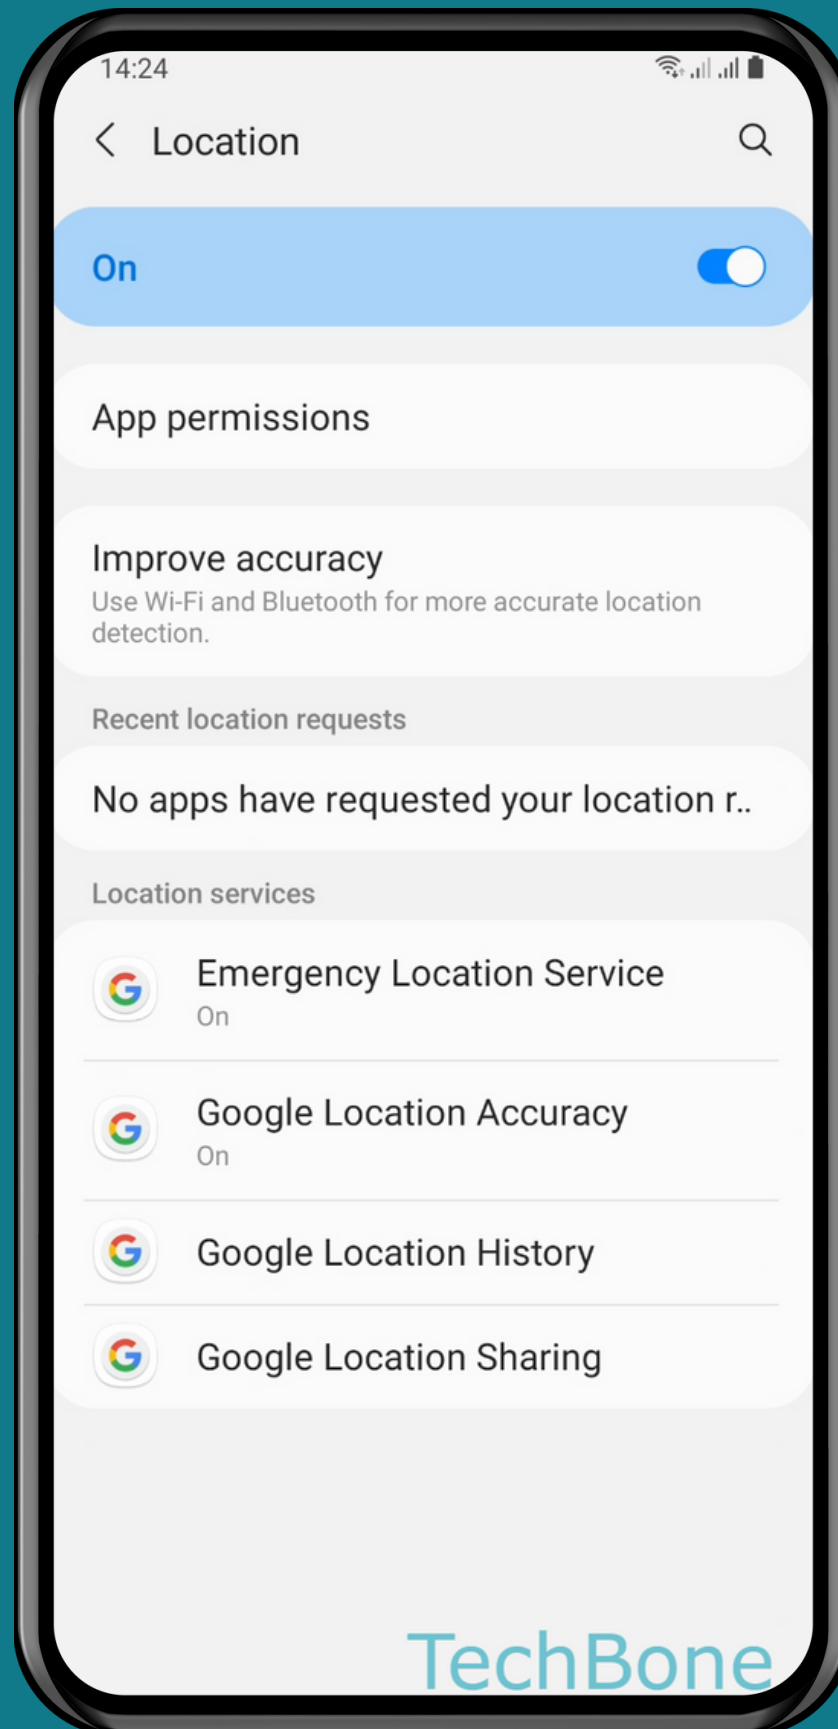 14:24
Location
On
App permissions
Improve accuracy
Use Wi-Fi and Bluetooth for more accurate location
detection.
Recent location requests
No apps have requested your location r..
Location services
Emergency Location Service
On
Google Location Accuracy
On
Google Location History
Google Location Sharing
TechBone